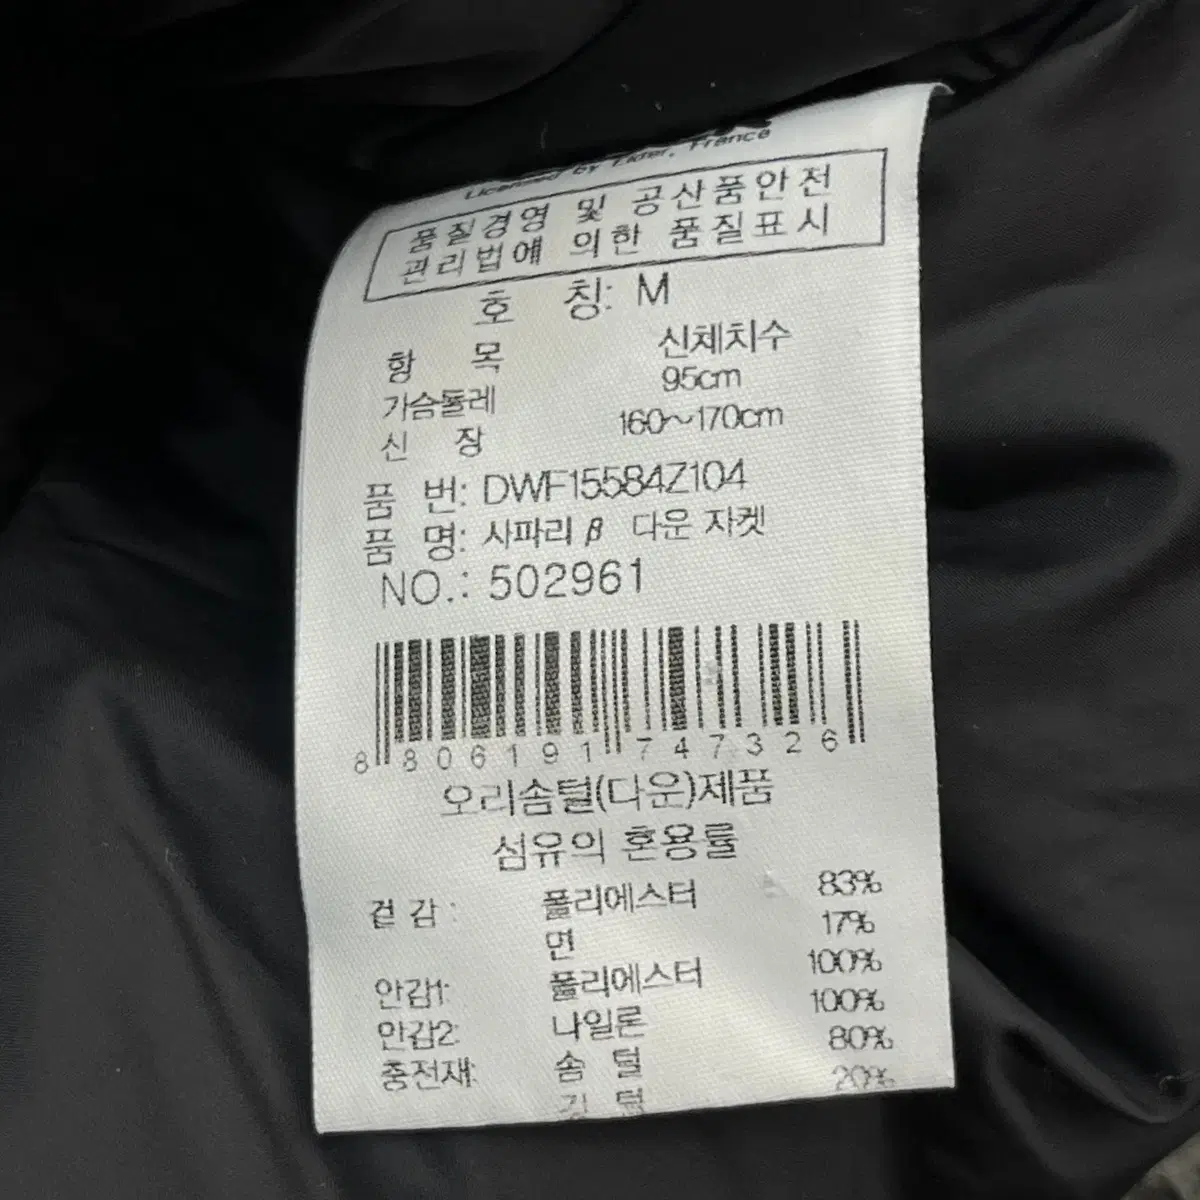 Licensed by Eider, France
품질경영 및 공산품안전
관리법에 의한 품질표시
호 칭: M
항 목 신체치수
가슴둘레 95cm
신 장 160~170cm
품 번: DWF15584Z104
품 명: 사파리 β 다운 자켓
NO.: 502961
8 806191 747326
오리솜털(다운)제품
섬유의 혼용률
겉감: 폴리에스터 83%
면 17%
안감1: 폴리에스터 100%
안감2: 나일론 100%
충전재: 솜 털 80%
깃 털 20%